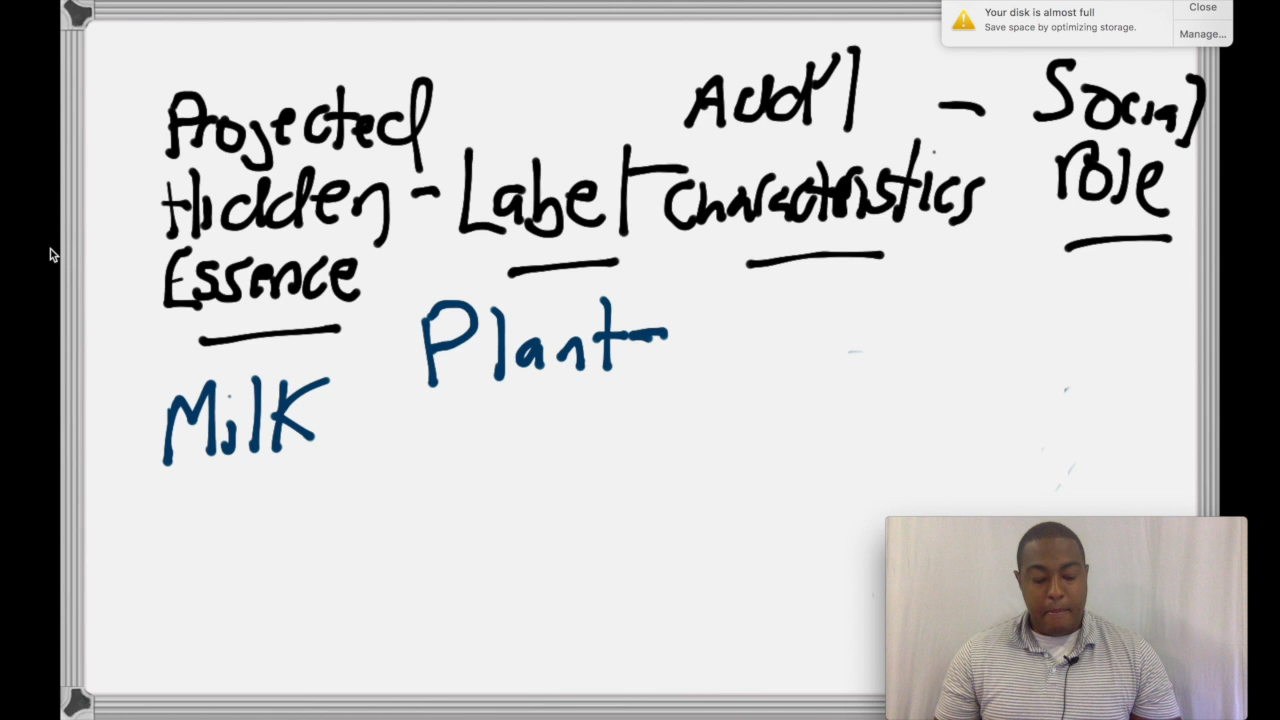 Your disk is almost full
Save space by optimizing storage.
Close
Manage...
Projected
Hidden - Label - Add'l - Social
Essence characteristics role
Plant-
Milk